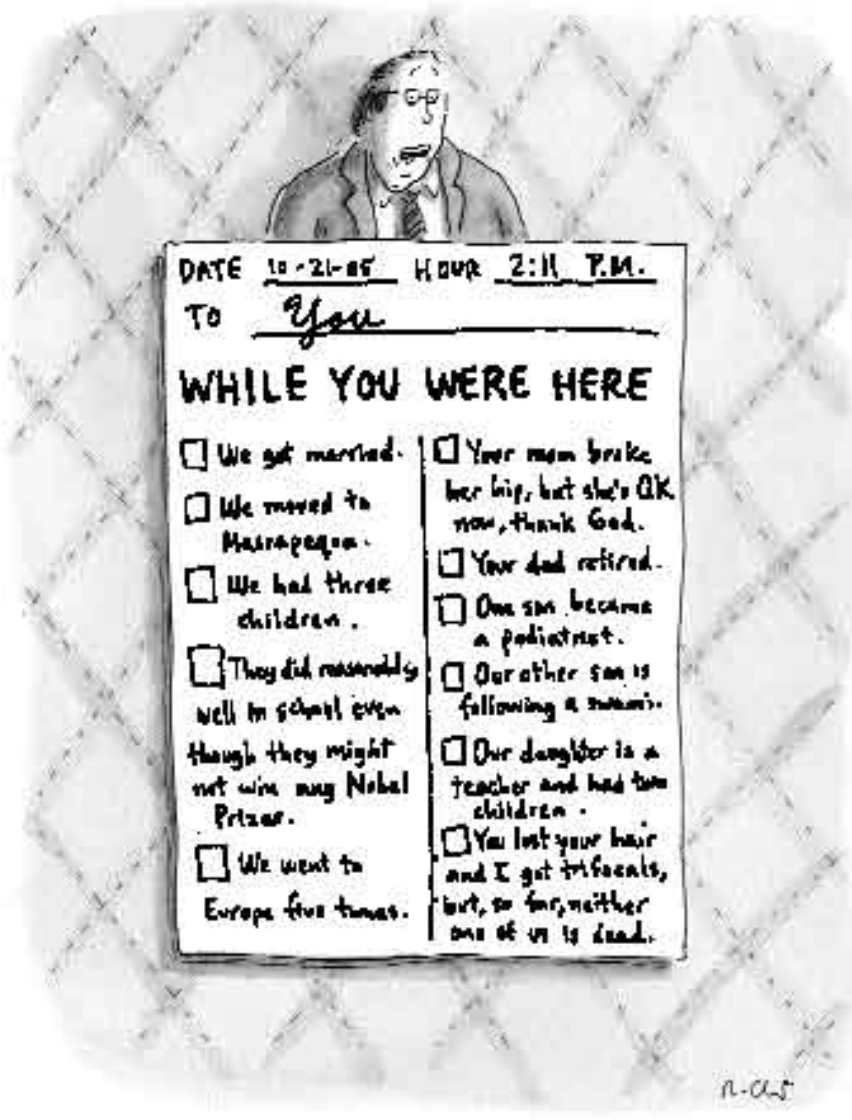 DATE 10-21-05 HOUR 2:11 P.M.
TO You
WHILE YOU WERE HERE
We got married.
We moved to
Massapequa.
We had three
children.
They did reasonably
well in school even
though they might
not win any Nobel
Prizes.
We went to
Europe five times.
Your mom broke
her hip, but she's OK
now, thank God.
Your dad retired.
One son became
a podiatrist.
Our other son is
following a swami.
Our daughter is a
teacher and had two
children.
You lost your hair
and I got trifocals,
but, so far, neither
one of us is dead.